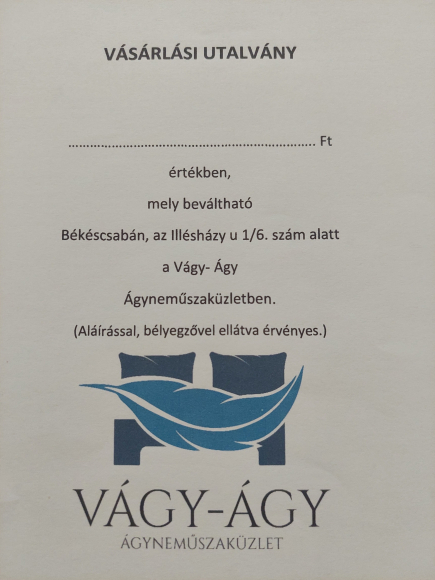 VÁSÁRLÁSI UTALVÁNY
.................................................................. Ft
értékben,
mely beváltható
Békéscsabán, az Illésházy u 1/6. szám alatt
a Vágy- Ágy
Ágyneműszaküzletben.
(Aláírással, bélyegzővel ellátva érvényes.)
VÁGY-ÁGY
ÁGYNEMŰSZAKÜZLET